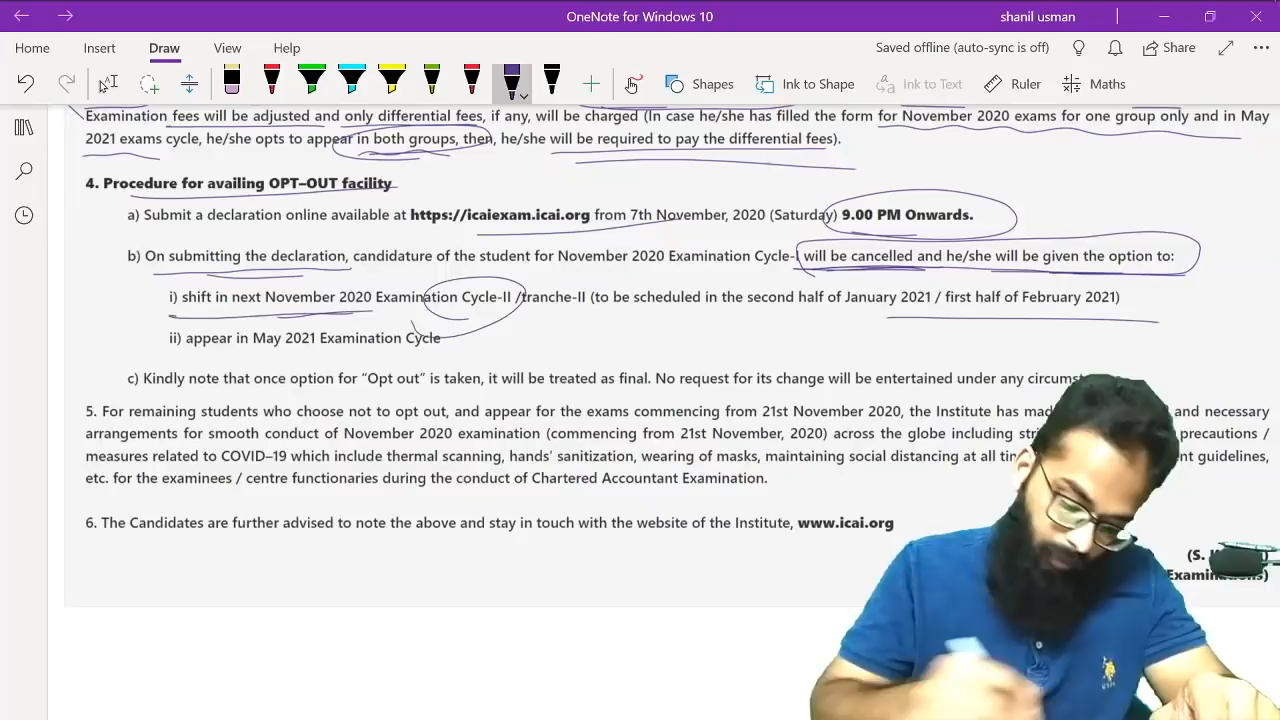 OneNote for Windows 10
shanil usman
Home Insert Draw View Help
Saved offline (auto-sync is off) Share
Shapes Ink to Shape Ink to Text Ruler Maths
Examination fees will be adjusted and only differential fees, if any, will be charged (In case he/she has filled the form for November 2020 exams for one group only and in May
2021 exams cycle, he/she opts to appear in both groups, then, he/she will be required to pay the differential fees).
4. Procedure for availing OPT–OUT facility
a) Submit a declaration online available at https://icaiexam.icai.org from 7th November, 2020 (Saturday) 9.00 PM Onwards.
b) On submitting the declaration, candidature of the student for November 2020 Examination Cycle-I will be cancelled and he/she will be given the option to:
i) shift in next November 2020 Examination Cycle-II /tranche-II (to be scheduled in the second half of January 2021 / first half of February 2021)
ii) appear in May 2021 Examination Cycle
c) Kindly note that once option for “Opt out” is taken, it will be treated as final. No request for its change will be entertained under any
5. For remaining students who choose not to opt out, and appear for the exams commencing from 21st November 2020, the Institute has and necessary
arrangements for smooth conduct of November 2020 examination (commencing from 21st November, 2020) across the globe including precautions /
measures related to COVID–19 which include thermal scanning, hands’ sanitization, wearing of masks, maintaining social distancing at all guidelines,
etc. for the examinees / centre functionaries during the conduct of Chartered Accountant Examination.
6. The Candidates are further advised to note the above and stay in touch with the website of the Institute, www.icai.org
(S.